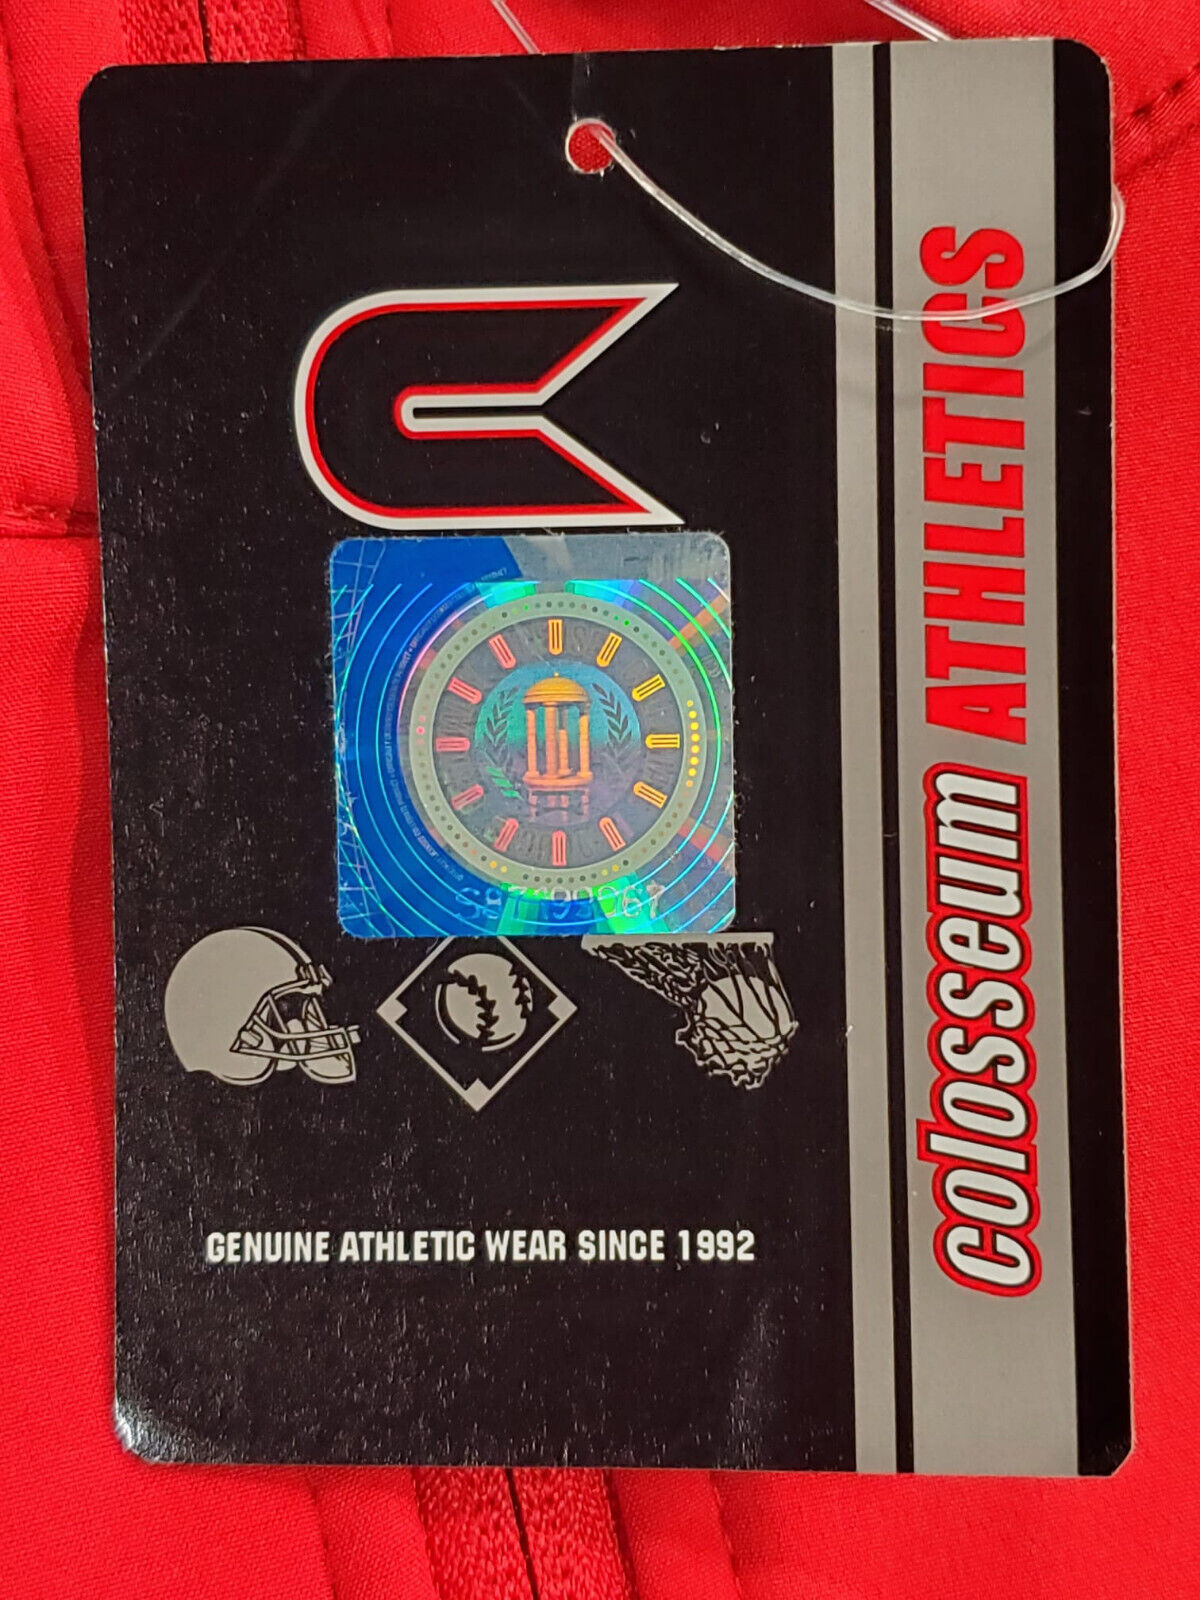 COLOSSEUM ATHLETICS
GENUINE ATHLETIC WEAR SINCE 1992